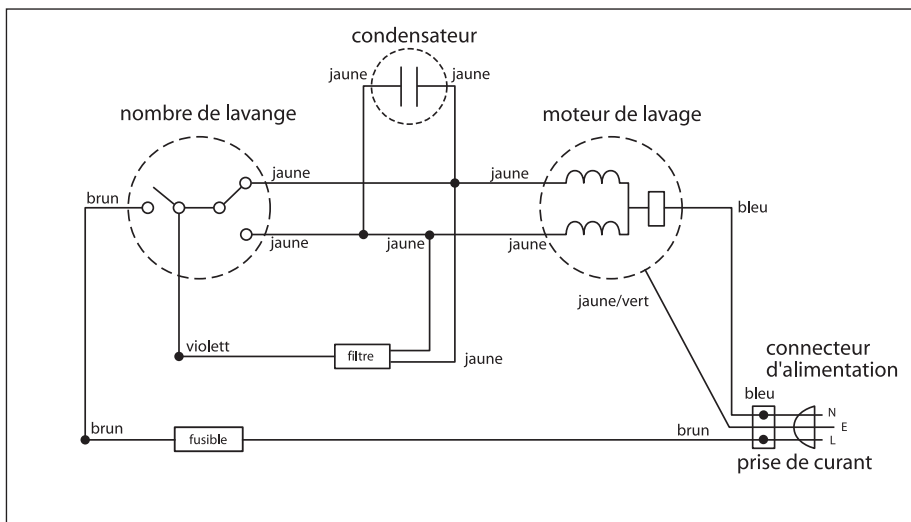 condensateur
jaune
jaune
nombre de lavange
moteur de lavage
jaune
jaune
brun
bleu
jaune
jaune
jaune
jaune/vert
violett
filtre
jaune
connecteur
d'alimentation
bleu
N
brun
fusible
brun
E
L
prise de curant